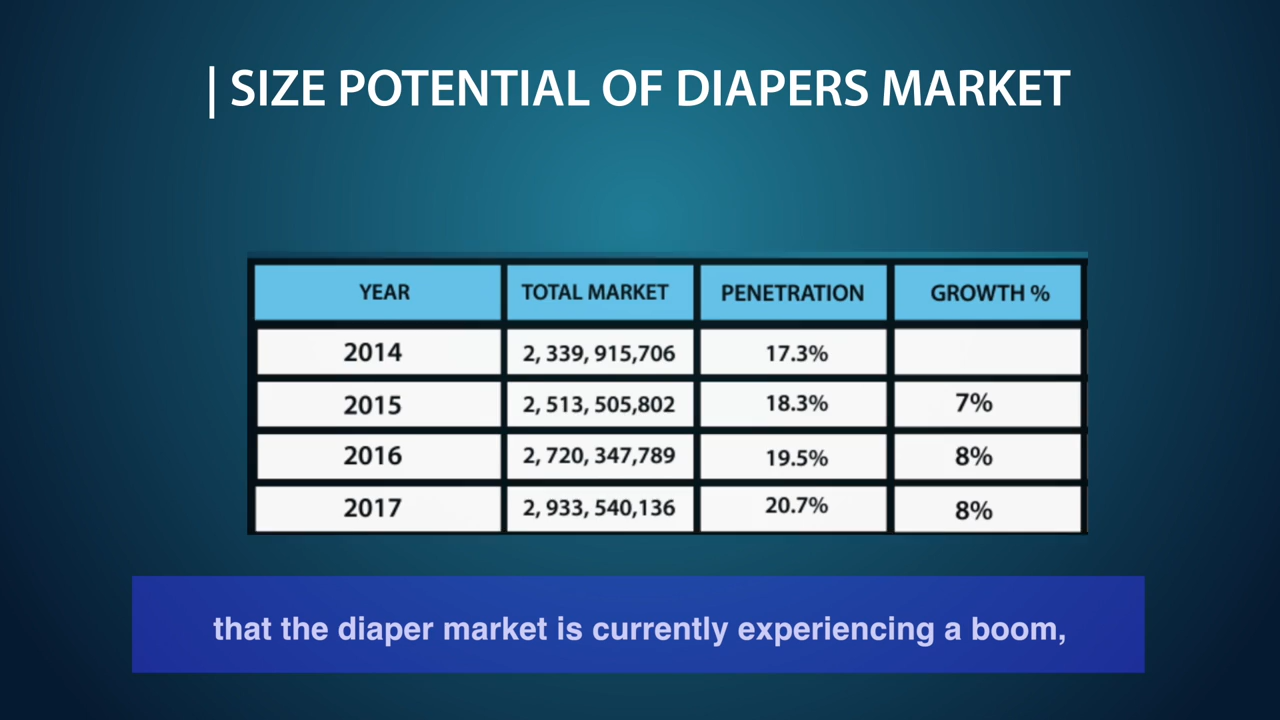 | SIZE POTENTIAL OF DIAPERS MARKET
YEAR TOTAL MARKET PENETRATION GROWTH %
2014 2, 339, 915,706 17.3%
2015 2, 513, 505,802 18.3% 7%
2016 2, 720, 347,789 19.5% 8%
2017 2, 933, 540,136 20.7% 8%
that the diaper market is currently experiencing a boom,